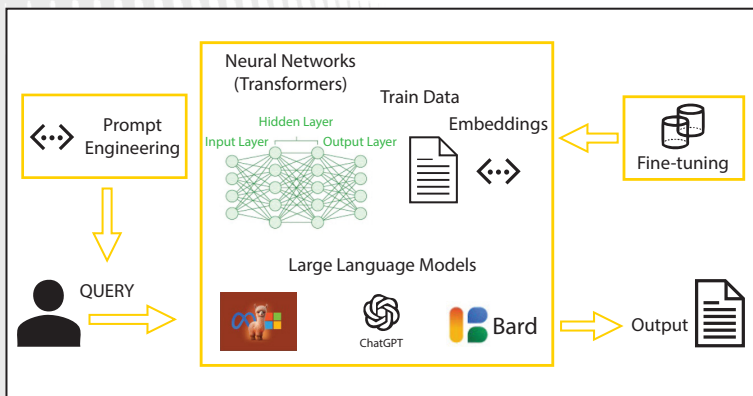 Neural Networks
(Transformers)
Train Data
Embeddings
Hidden Layer
Input Layer
Output Layer
Prompt
Engineering
Fine-tuning
QUERY
Large Language Models
ChatGPT
Bard
Output